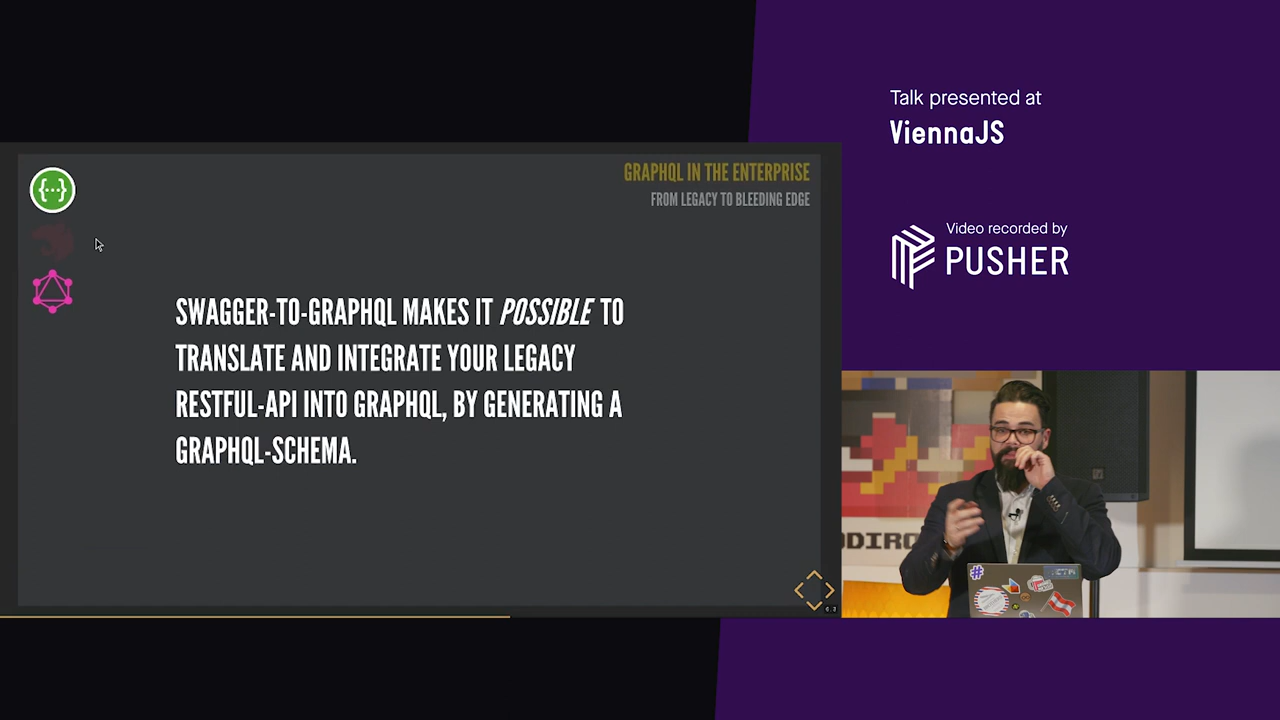 Talk presented at
ViennaJS
GRAPHQL IN THE ENTERPRISE
FROM LEGACY TO BLEEDING EDGE
{···}
Video recorded by
PUSHER
SWAGGER-TO-GRAPHQL MAKES IT POSSIBLE TO
TRANSLATE AND INTEGRATE YOUR LEGACY
RESTFUL-API INTO GRAPHQL, BY GENERATING A
GRAPHQL-SCHEMA.
#